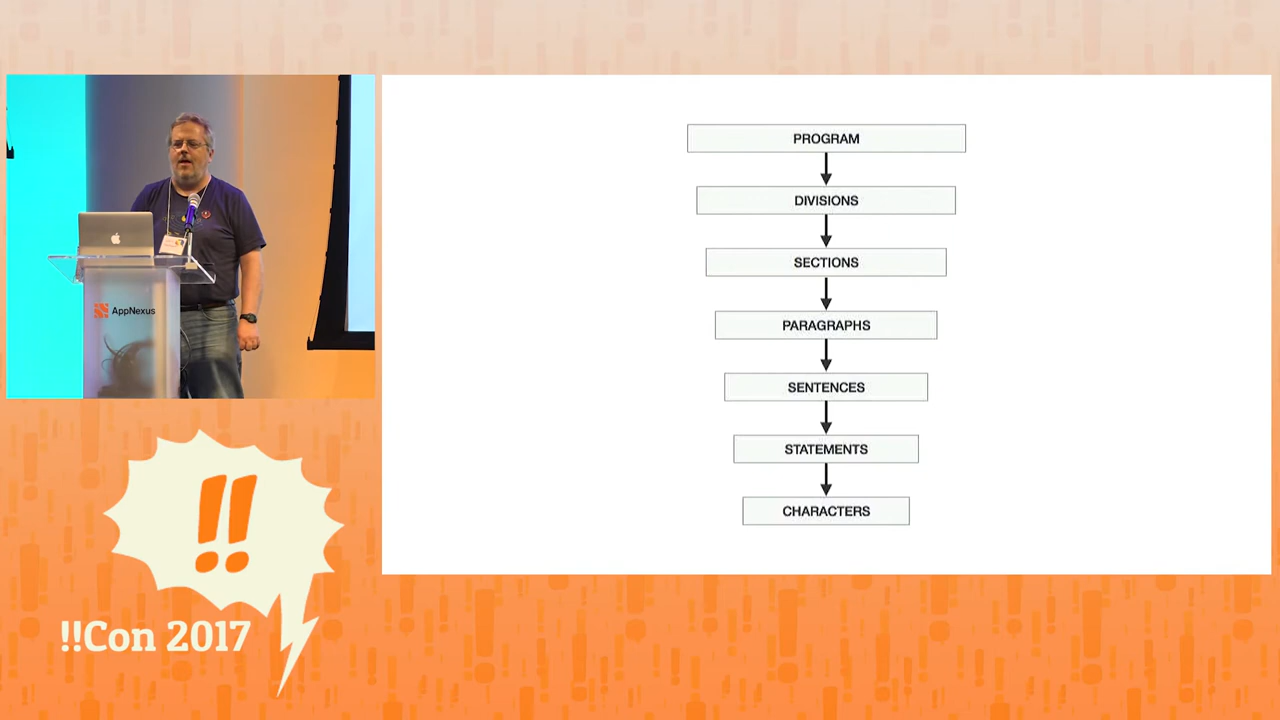 PROGRAM
DIVISIONS
SECTIONS
PARAGRAPHS
SENTENCES
STATEMENTS
CHARACTERS
AppNexus
!!
!!Con 2017